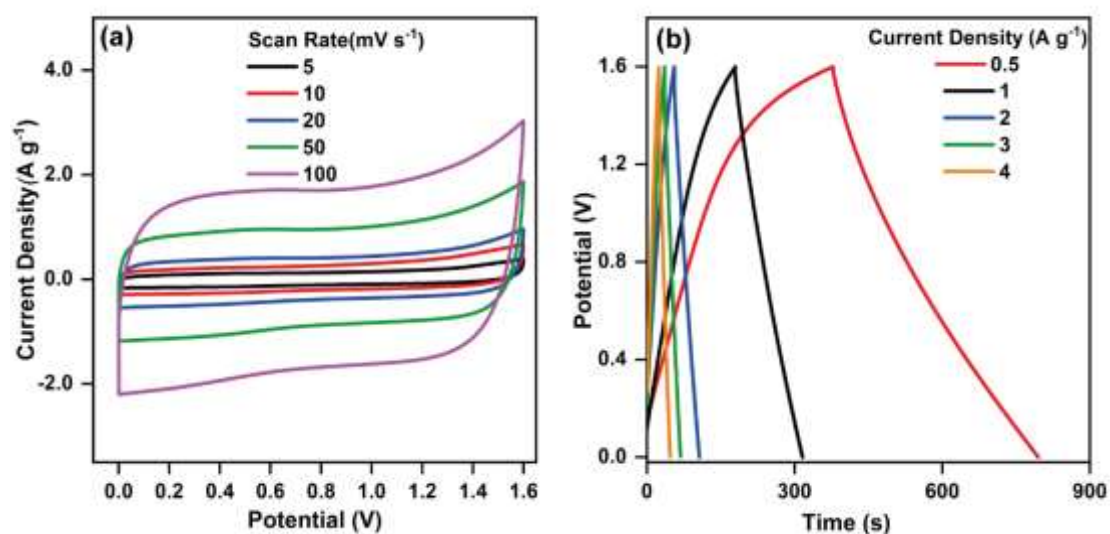 (a)
Scan Rate(mV s⁻¹)
5
10
20
50
100
4.0
2.0
0.0
-2.0
Current Density(A g⁻¹)
0.0 0.2 0.4 0.6 0.8 1.0 1.2 1.4 1.6
Potential (V)
(b)
Current Density (A g⁻¹)
0.5
1
2
3
4
1.6
1.2
0.8
0.4
0.0
Potential (V)
0 300 600 900
Time (s)